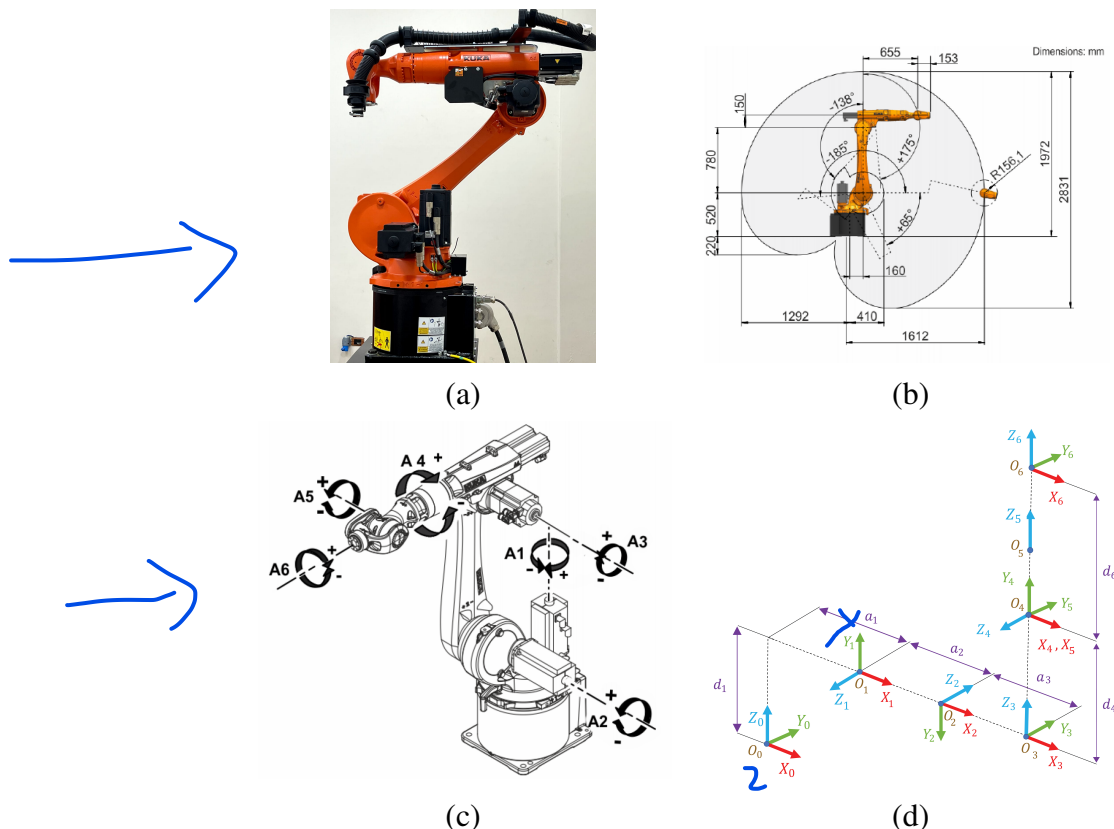 KUKA
(a)
Dimensions: mm
655
153
150
-138°
780
-185°
+175°
R156,1
1972
2831
520
+65°
220
160
1292
410
1612
(b)
A 4
+
-
A5
+
-
A6
+
-
KUKA
A1
-
+
+
A3
-
A2
+
-
(c)
Z₆
Y₆
O₆
X₆
Z₅
O₅
d₆
Y₄
O₄
Y₅
Z₄
X₄ , X₅
a₁
Y₁
a₂
a₃
d₁
Z₁
O₁
X₁
Z₂
O₂
X₂
Y₂
Z₃
Y₃
O₃
X₃
d₄
Z₀
Y₀
O₀
X₀
2
(d)